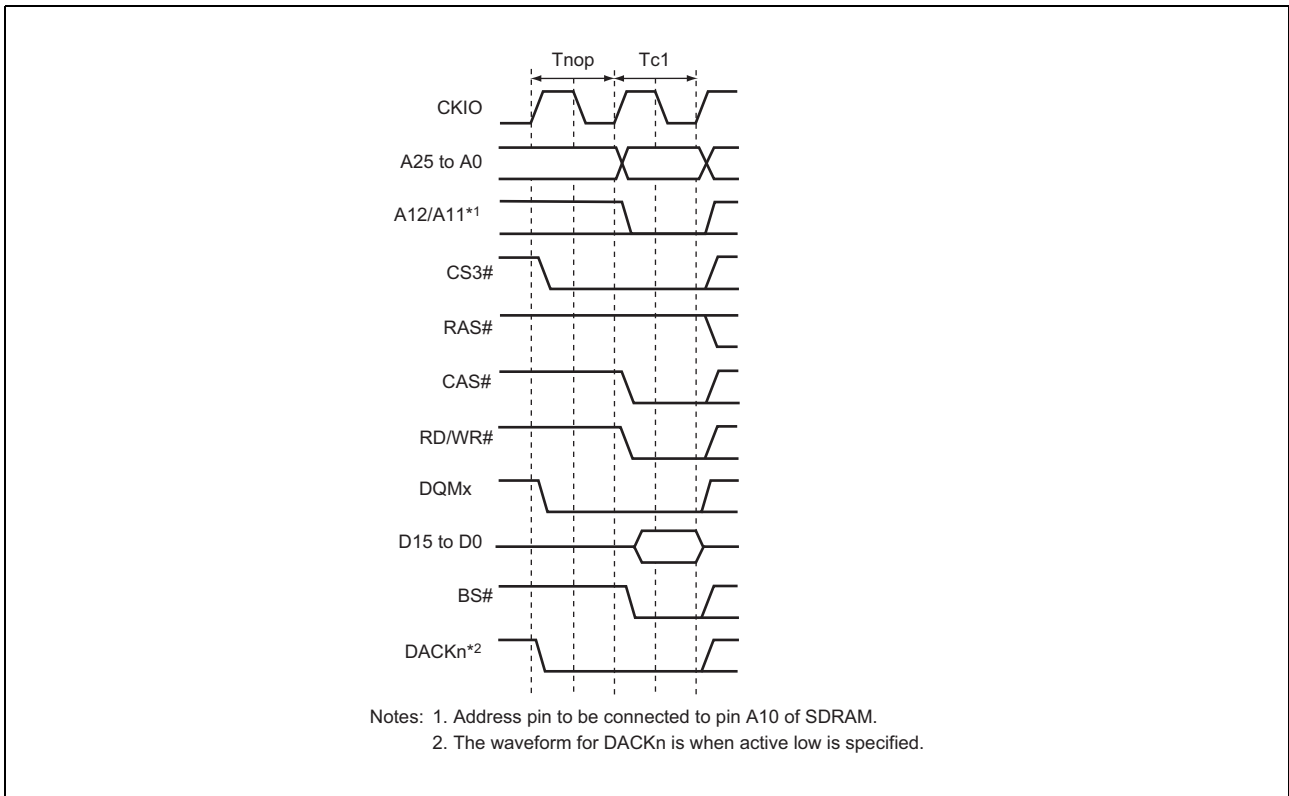 Tnop Tc1
CKIO
A25 to A0
A12/A11*1
CS3#
RAS#
CAS#
RD/WR#
DQMx
D15 to D0
BS#
DACKn*2
Notes: 1. Address pin to be connected to pin A10 of SDRAM.
2. The waveform for DACKn is when active low is specified.